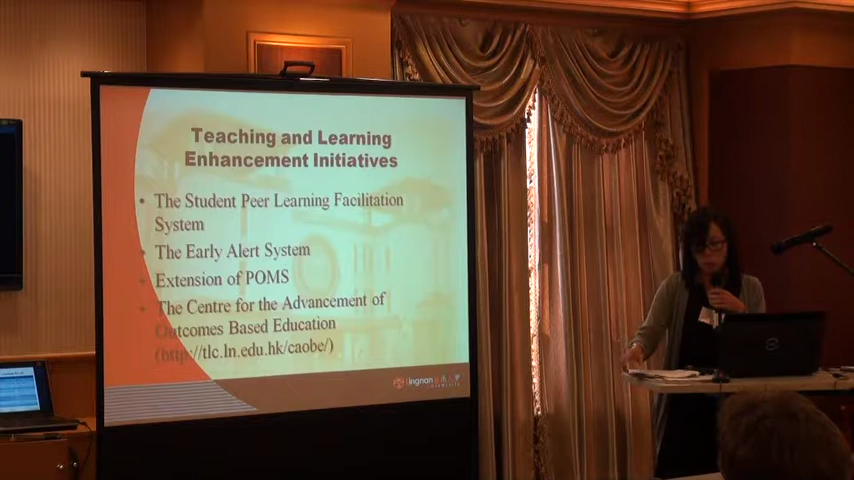 Teaching and Learning
Enhancement Initiatives
• The Student Peer Learning Facilitation
System
• The Early Alert System
• Extension of POMS
• The Centre for the Advancement of
Outcomes Based Education
(http://tlc.ln.edu.hk/caobe/)
Lingnan